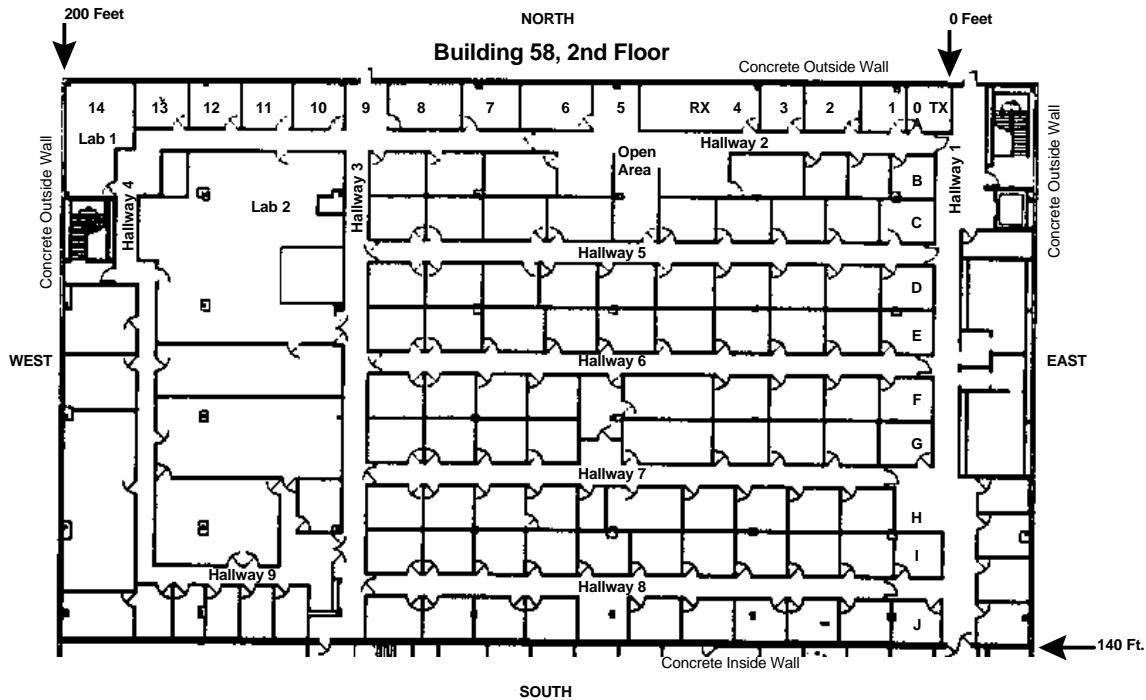 200 Feet
NORTH
0 Feet
Building 58, 2nd Floor
Concrete Outside Wall
14
13
12
11
10
9
8
7
6
5
RX
4
3
2
1
0
TX
A
Lab 1
Hallway 2
Open
Area
Concrete Outside Wall
Hallway 4
Lab 2
Hallway 3
Hallway 1
Concrete Outside Wall
B
C
Hallway 5
D
E
WEST
Hallway 6
EAST
F
G
Hallway 7
H
I
Hallway 9
Hallway 8
J
140 Ft.
Concrete Inside Wall
SOUTH